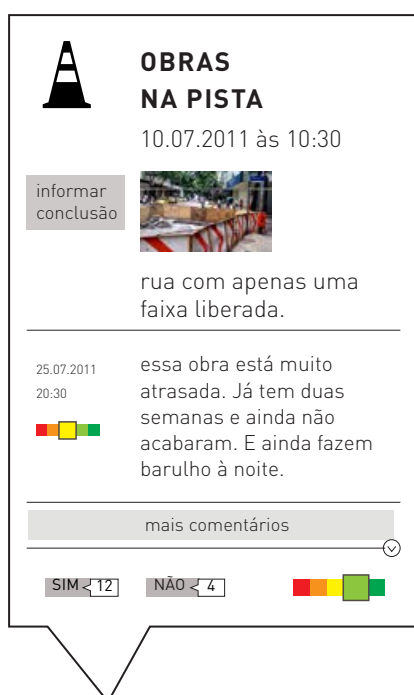 OBRAS
NA PISTA
10.07.2011 às 10:30
informar
conclusão
rua com apenas uma
faixa liberada.
25.07.2011
20:30
essa obra está muito
atrasada. Já tem duas
semanas e ainda não
acabaram. E ainda fazem
barulho à noite.
mais comentários
SIM 12 NÃO 4